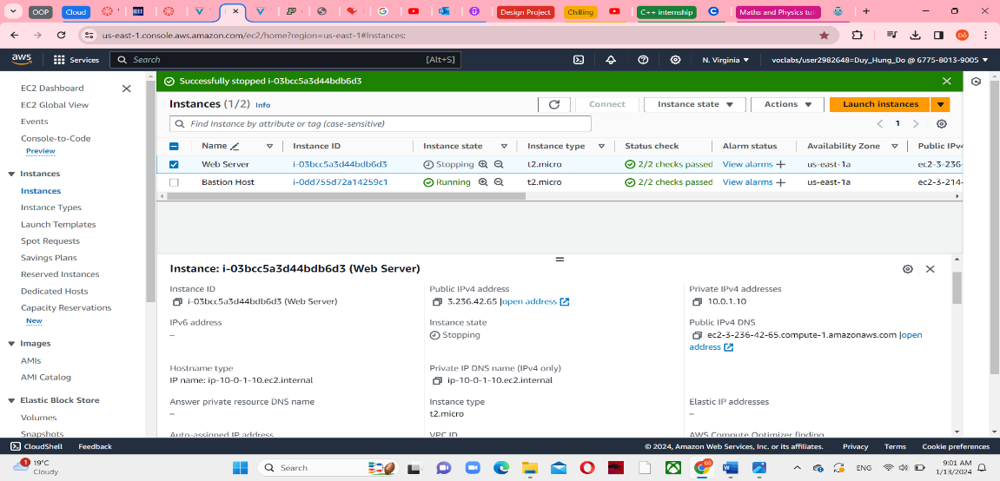 OOP Cloud IEEE Design Project Chilling C++ internship Maths and Physics tut
us-east-1.console.aws.amazon.com/ec2/home?region=us-east-1#Instances:
aws Services Search [Alt+S] N. Virginia voclabs/user2982648=Duy_Hung_Do @ 6775-8013-9005
EC2 Dashboard
EC2 Global View
Events
Console-to-Code
Preview
Instances
Instances
Instance Types
Launch Templates
Spot Requests
Savings Plans
Reserved Instances
Dedicated Hosts
Capacity Reservations
New
Images
AMIs
AMI Catalog
Elastic Block Store
Volumes
Snapshots
Successfully stopped i-03bcc5a3d44bdb6d3
Instances (1/2) Info Connect Instance state Actions Launch instances
Find Instance by attribute or tag (case-sensitive) 1
Name Instance ID Instance state Instance type Status check Alarm status Availability Zone Public IPv4
Web Server i-03bcc5a3d44bdb6d3 Stopping t2.micro 2/2 checks passed View alarms us-east-1a ec2-3-236-
Bastion Host i-0dd755d72a14259c1 Running t2.micro 2/2 checks passed View alarms us-east-1a ec2-3-214-
Instance: i-03bcc5a3d44bdb6d3 (Web Server)
Instance ID Public IPv4 address Private IPv4 addresses
i-03bcc5a3d44bdb6d3 (Web Server) 3.236.42.65 |open address 10.0.1.10
IPv6 address Instance state Public IPv4 DNS
– Stopping ec2-3-236-42-65.compute-1.amazonaws.com |open
address
Hostname type Private IP DNS name (IPv4 only)
IP name: ip-10-0-1-10.ec2.internal ip-10-0-1-10.ec2.internal
Answer private resource DNS name Instance type Elastic IP addresses
– t2.micro –
Auto-assigned IP address VPC ID AWS Compute Optimizer finding
CloudShell Feedback © 2024, Amazon Web Services, Inc. or its affiliates. Privacy Terms Cookie preferences
1 19°C
Cloudy
Search
ENG
9:01 AM
1/13/2024